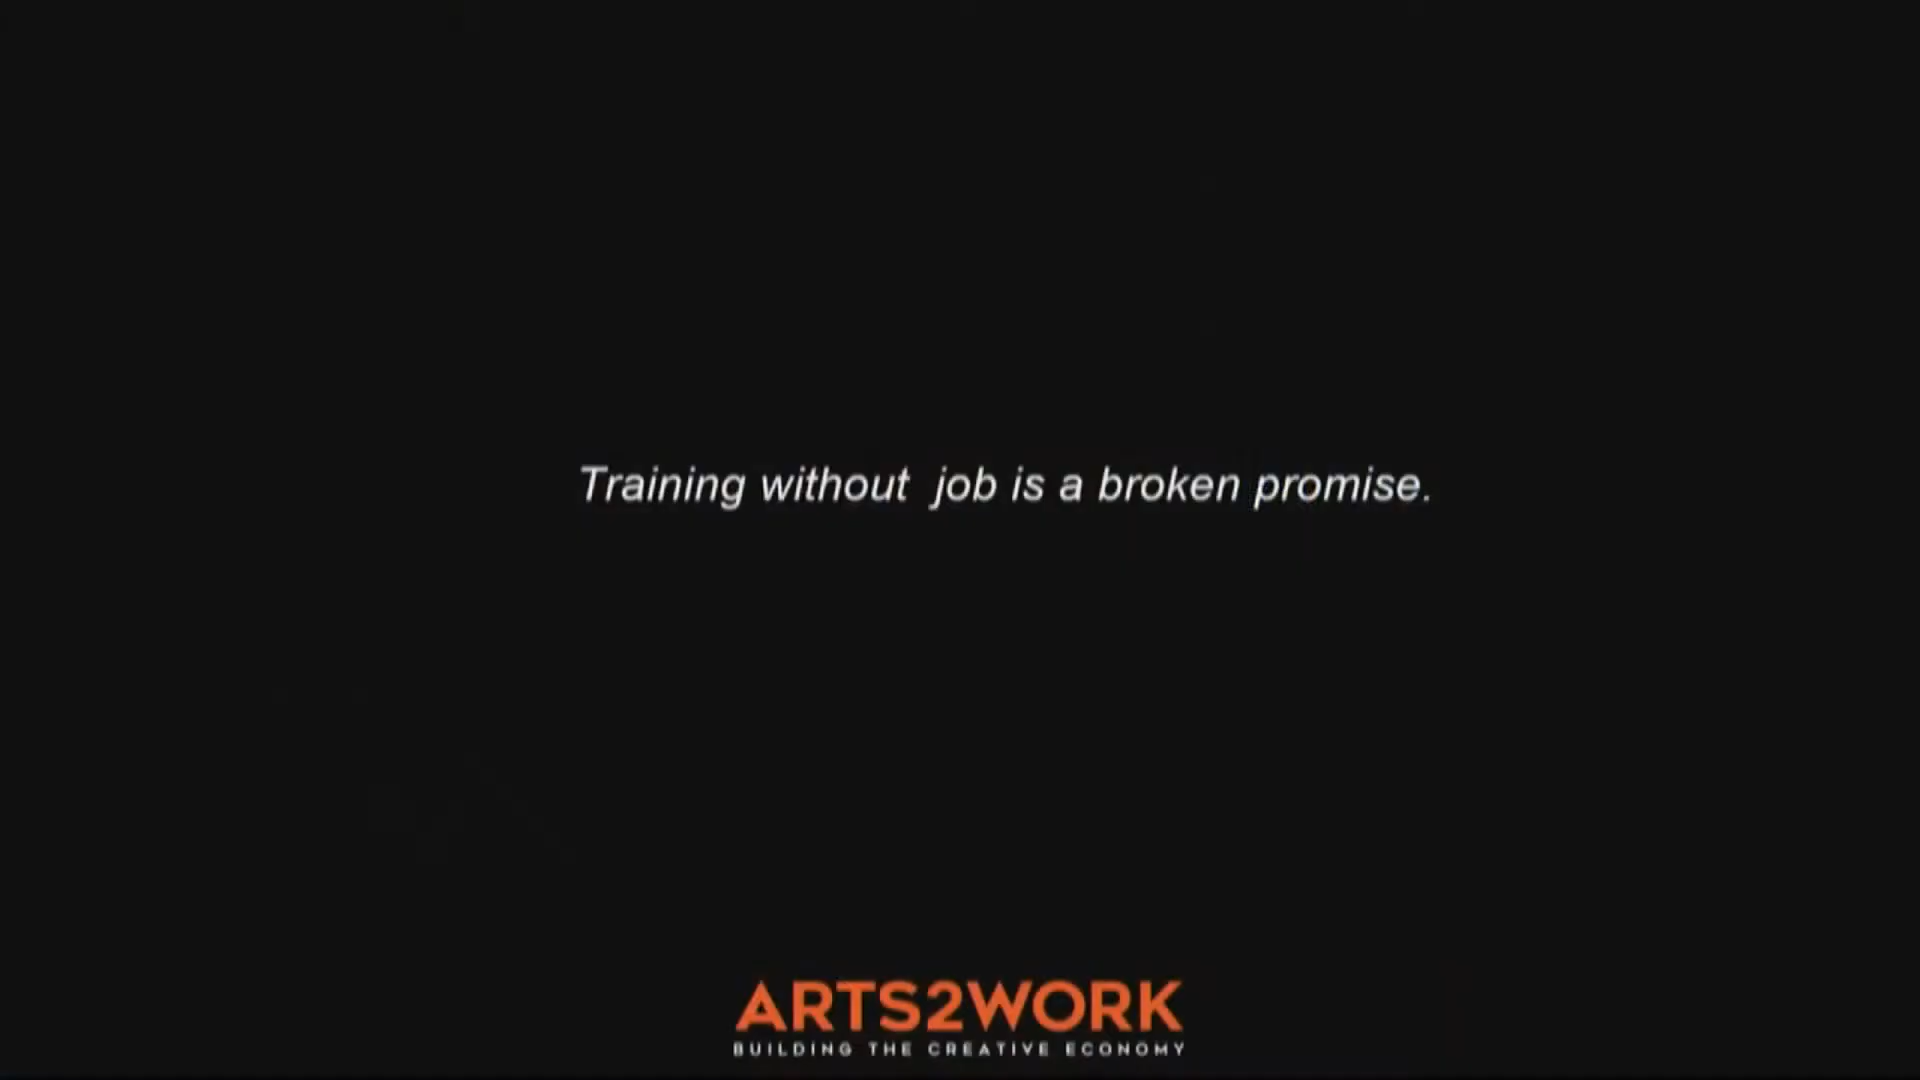 Training without  job is a broken promise.
ARTS2WORK
BUILDING THE CREATIVE ECONOMY